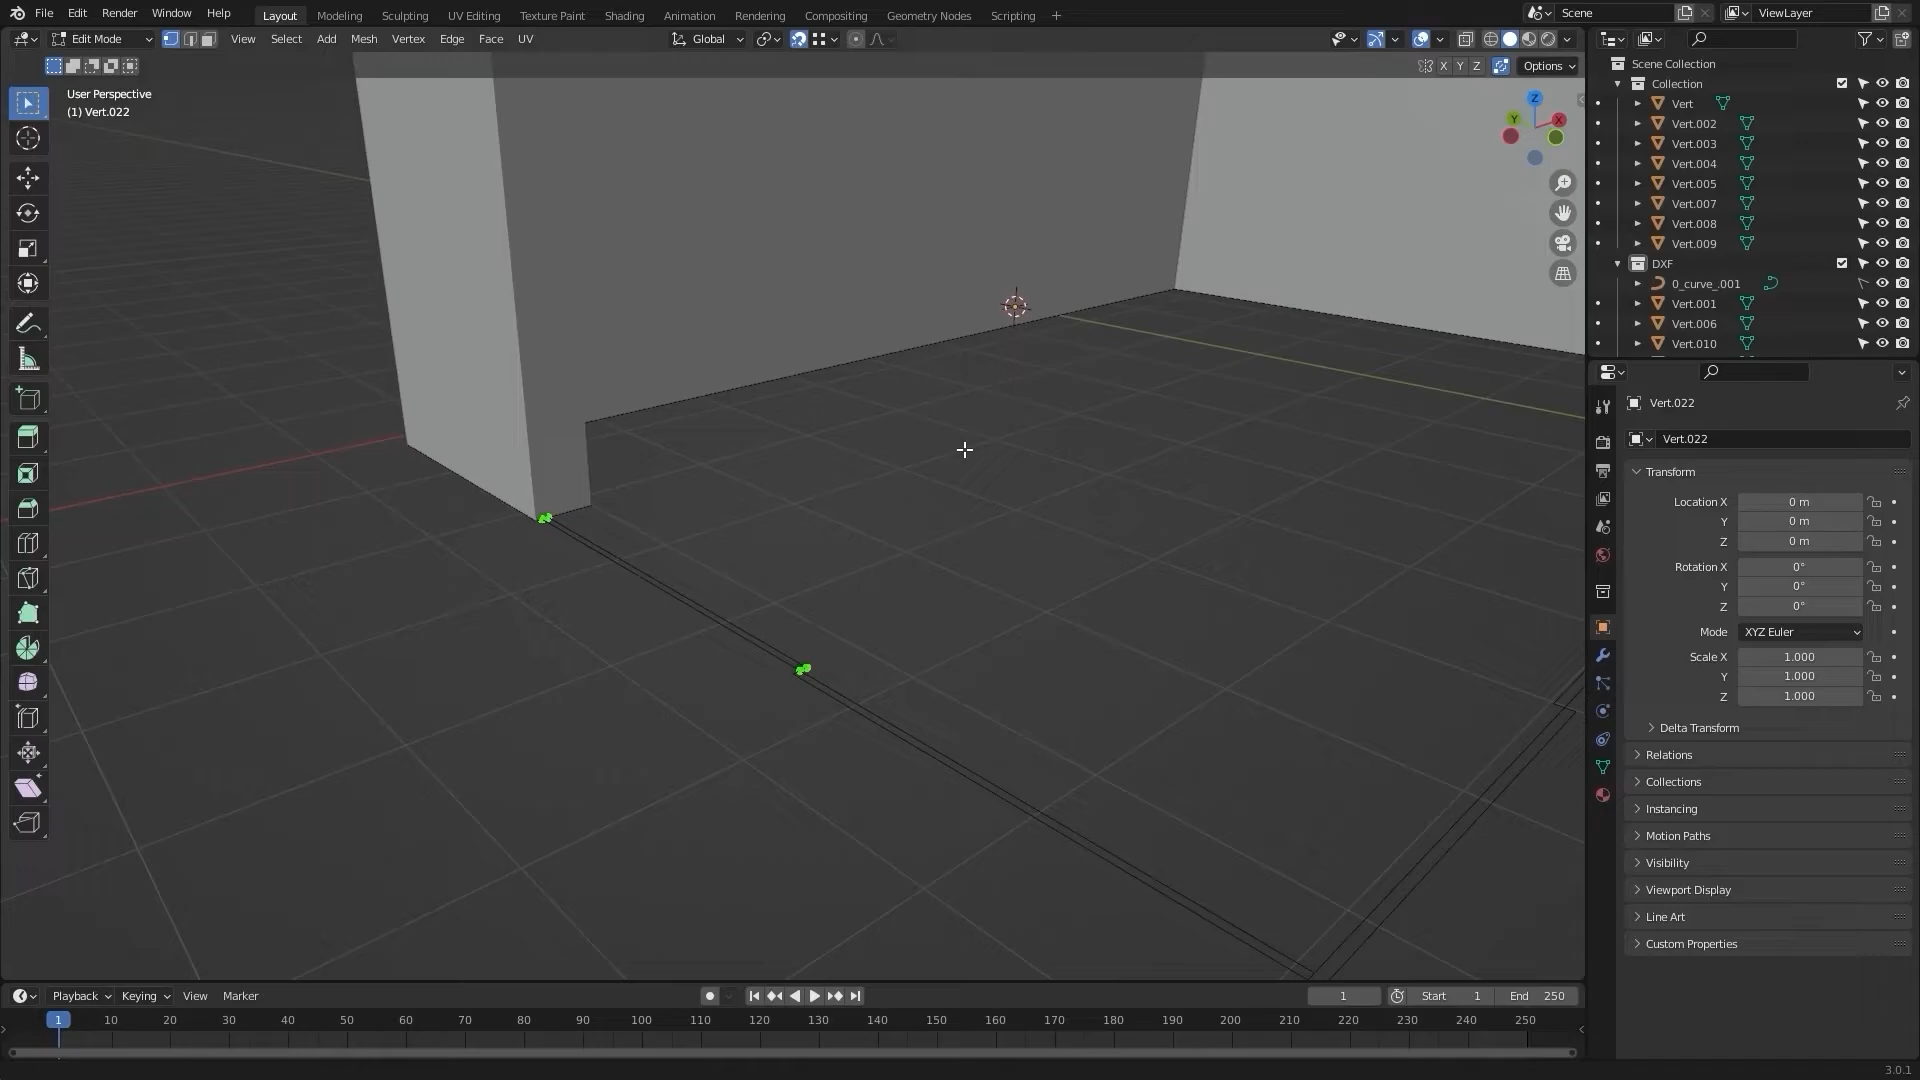 File Edit Render Window Help Layout Modeling Sculpting UV Editing Texture Paint Shading Animation Rendering Compositing Geometry Nodes Scripting + Scene ViewLayer
Edit Mode View Select Add Mesh Vertex Edge Face UV Global
X Y Z Options
User Perspective
(1) Vert.022
Z
Y X
Scene Collection
Collection
Vert
Vert.002
Vert.003
Vert.004
Vert.005
Vert.007
Vert.008
Vert.009
DXF
0_curve_.001
Vert.001
Vert.006
Vert.010
Vert.022
Vert.022
Transform
Location X 0 m
Y 0 m
Z 0 m
Rotation X 0°
Y 0°
Z 0°
Mode XYZ Euler
Scale X 1.000
Y 1.000
Z 1.000
Delta Transform
Relations
Collections
Instancing
Motion Paths
Visibility
Viewport Display
Line Art
Custom Properties
Playback Keying View Marker 1 Start 1 End 250
1 10 20 30 40 50 60 70 80 90 100 110 120 130 140 150 160 170 180 190 200 210 220 230 240 250
3.0.1